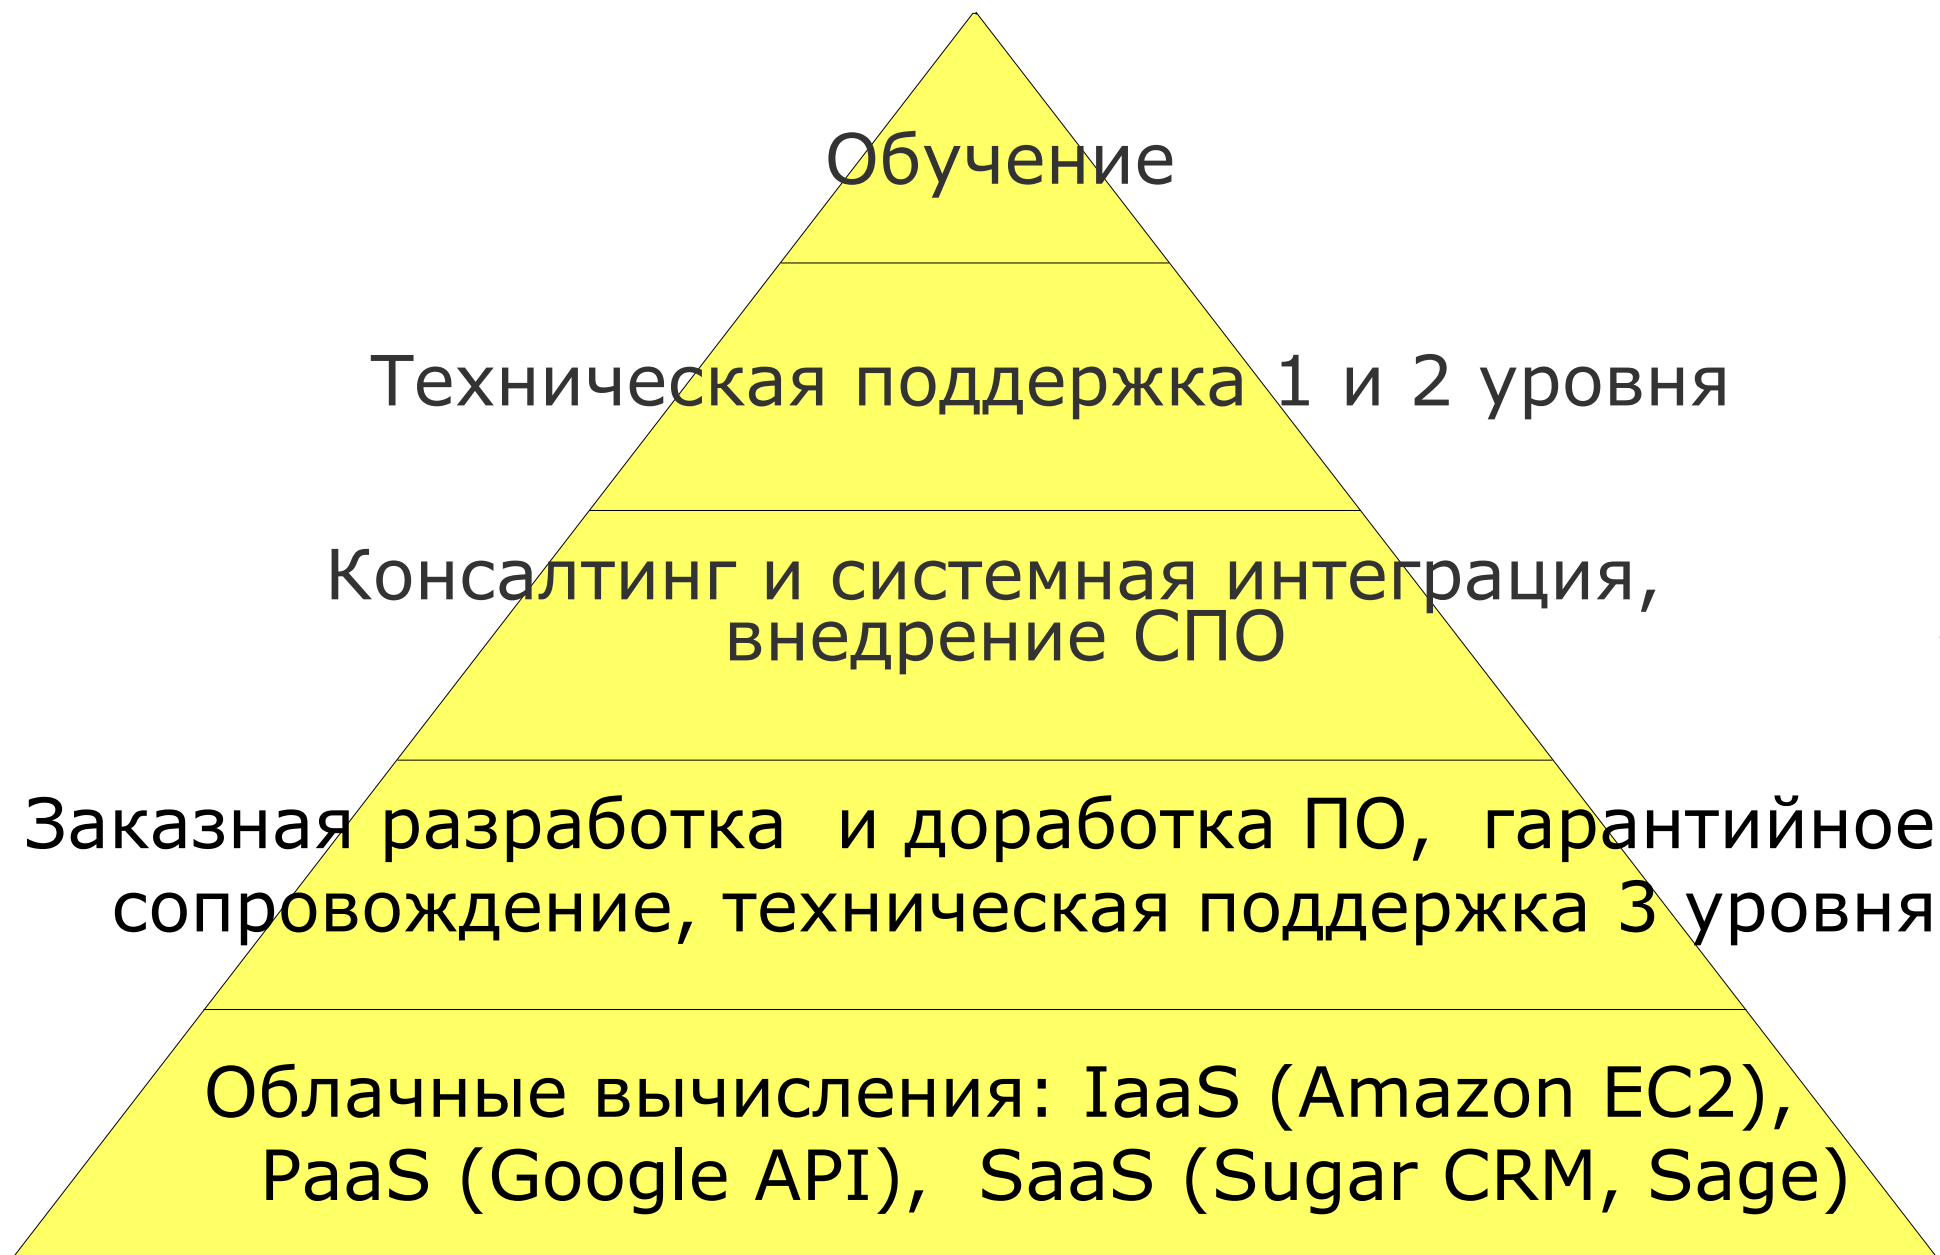 Обучение
Техническая поддержка 1 и 2 уровня
Консалтинг и системная интеграция,
внедрение СПО
Заказная разработка и доработка ПО, гарантийное
сопровождение, техническая поддержка 3 уровня
Облачные вычисления: IaaS (Amazon EC2),
PaaS (Google API), SaaS (Sugar CRM, Sage)